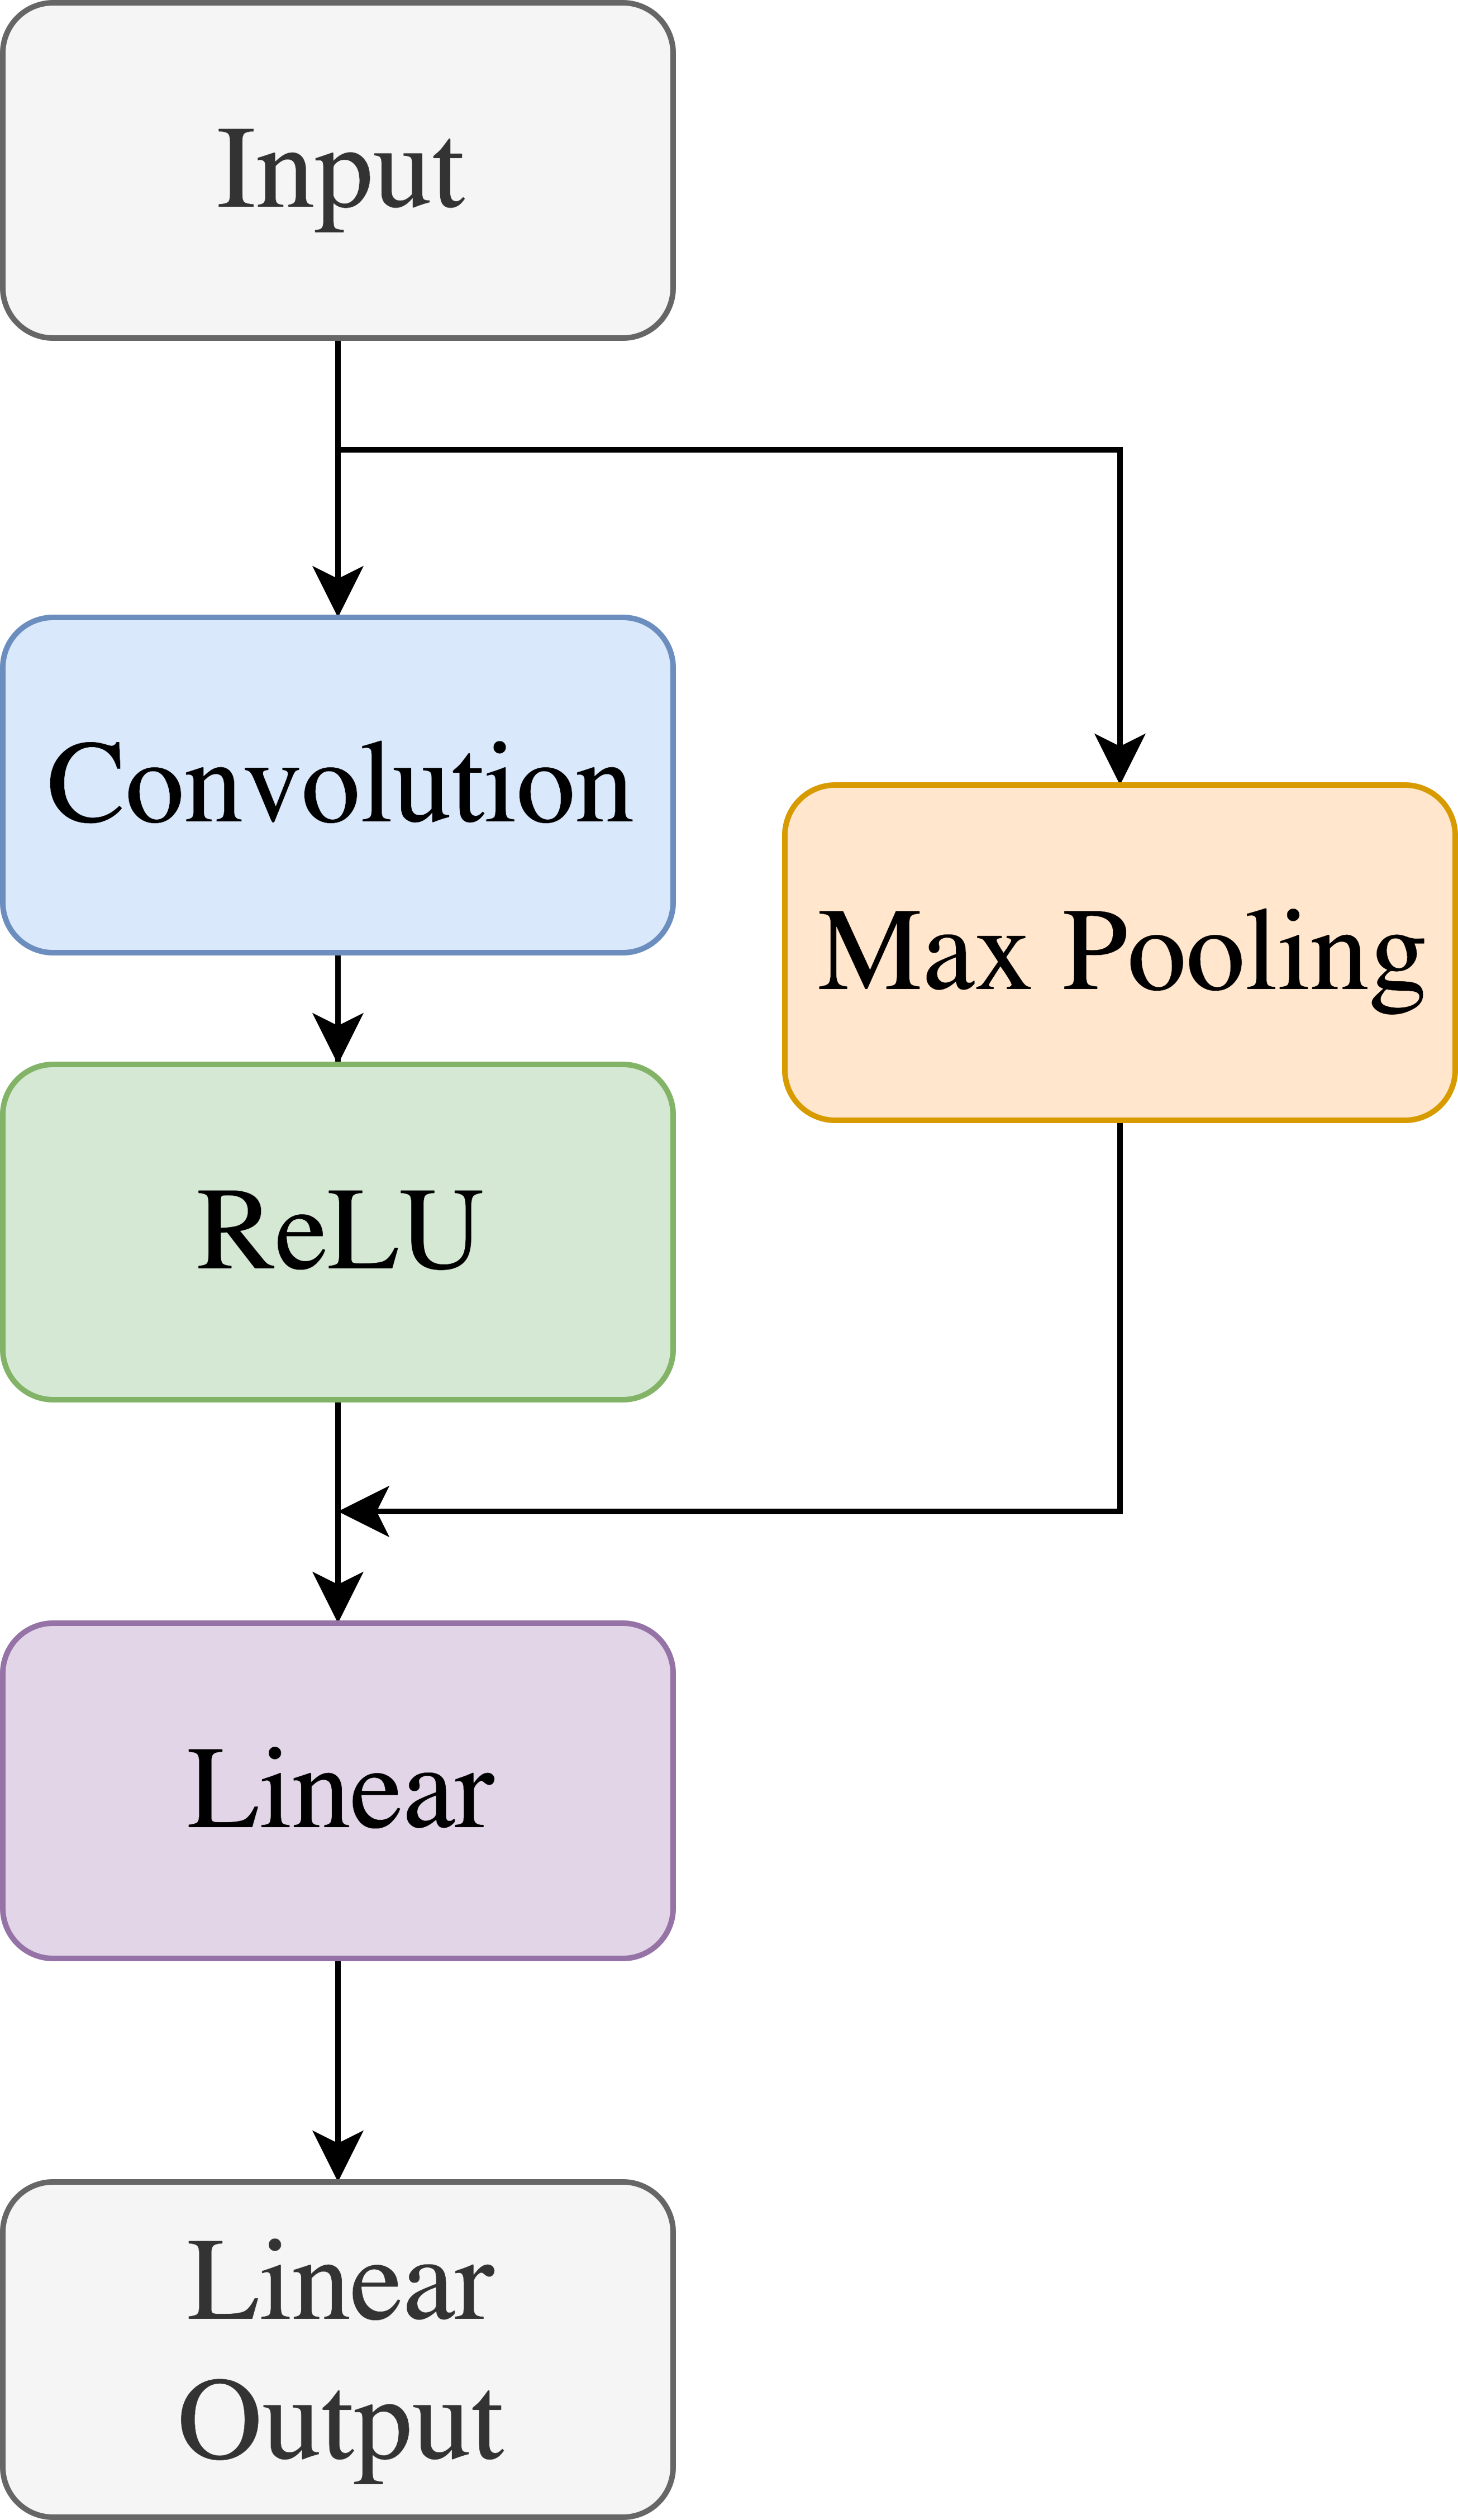 Input
Convolution
Max Pooling
ReLU
Linear
Linear
Output